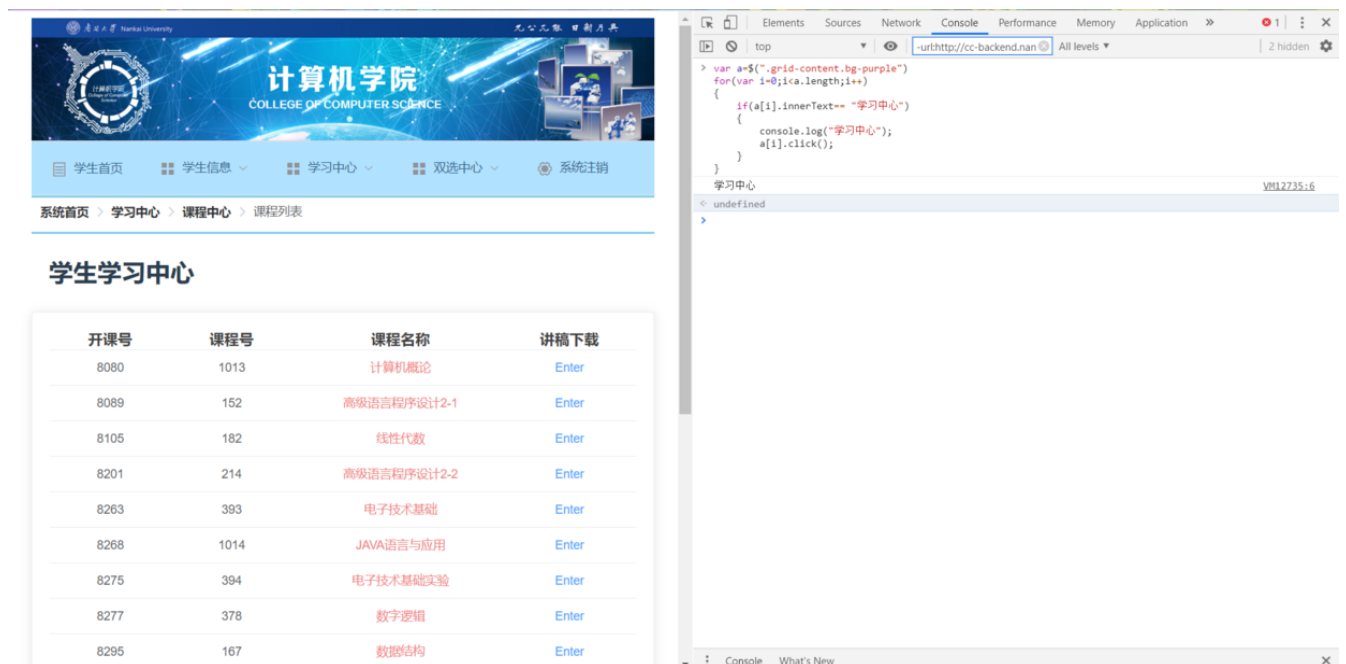 南开大学 Nankai University
允公允能 日新月异
计算机学院
COLLEGE OF COMPUTER SCIENCE
学生首页 学生信息 学习中心 双选中心 系统注销
系统首页 > 学习中心 > 课程中心 > 课程列表
学生学习中心
开课号 课程号 课程名称 讲稿下载
8080 1013 计算机概论 Enter
8089 152 高级语言程序设计2-1 Enter
8105 182 线性代数 Enter
8201 214 高级语言程序设计2-2 Enter
8263 393 电子技术基础 Enter
8268 1014 JAVA语言与应用 Enter
8275 394 电子技术基础实验 Enter
8277 378 数字逻辑 Enter
8295 167 数据结构 Enter
Elements Sources Network Console Performance Memory Application » 1
top -url:http://cc-backend.nan All levels ▼ 2 hidden
> var a=$(".grid-content.bg-purple")
for(var i=0;i<a.length;i++)
{
if(a[i].innerText== "学习中心")
{
console.log("学习中心");
a[i].click();
}
}
学习中心 VM12735:6
< undefined
>
Console What's New